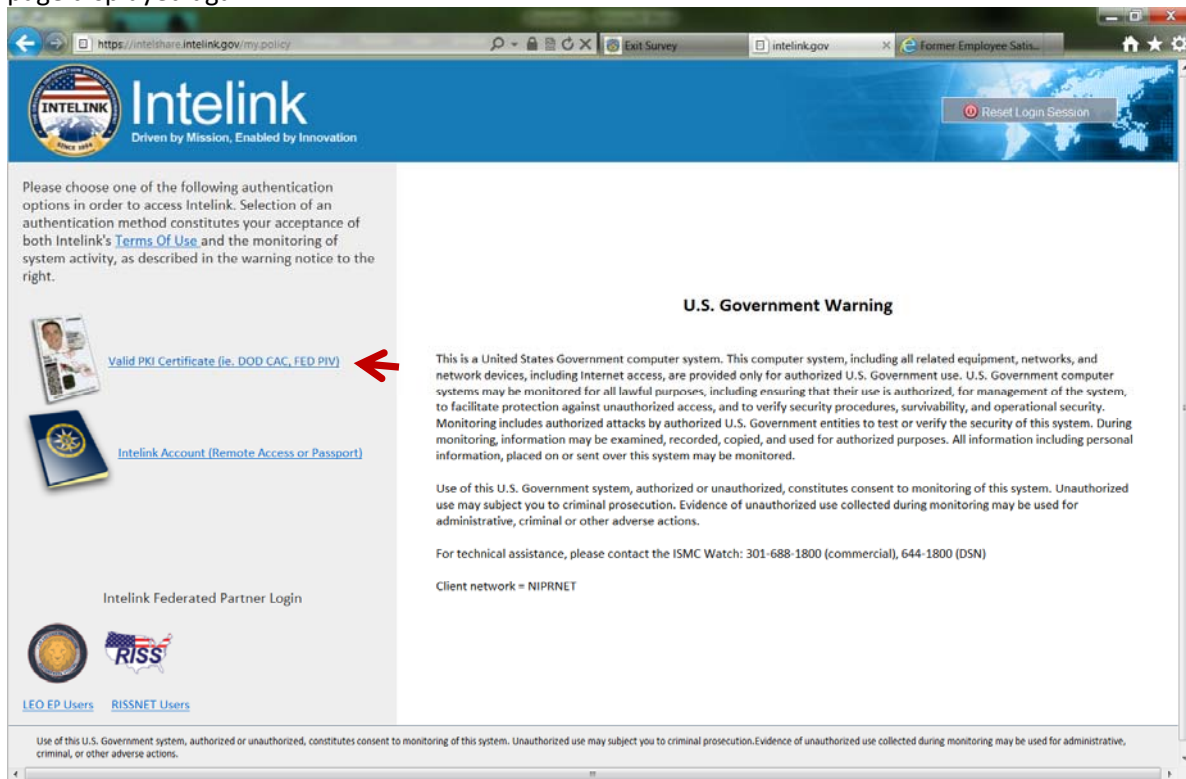 https://intelshare.intelink.gov/my.policy
Exit Survey
intelink.gov
Former Employee Satis...
INTELINK
SINCE 1994
Intelink
Driven by Mission, Enabled by Innovation
Reset Login Session
Please choose one of the following authentication
options in order to access Intelink. Selection of an
authentication method constitutes your acceptance of
both Intelink's Terms Of Use and the monitoring of
system activity, as described in the warning notice to the
right.
Valid PKI Certificate (ie. DOD CAC, FED PIV)
Intelink Account (Remote Access or Passport)
Intelink Federated Partner Login
RISS
LEO EP Users RISSNET Users
U.S. Government Warning
This is a United States Government computer system. This computer system, including all related equipment, networks, and
network devices, including Internet access, are provided only for authorized U.S. Government use. U.S. Government computer
systems may be monitored for all lawful purposes, including ensuring that their use is authorized, for management of the system,
to facilitate protection against unauthorized access, and to verify security procedures, survivability, and operational security.
Monitoring includes authorized attacks by authorized U.S. Government entities to test or verify the security of this system. During
monitoring, information may be examined, recorded, copied, and used for authorized purposes. All information including personal
information, placed on or sent over this system may be monitored.
Use of this U.S. Government system, authorized or unauthorized, constitutes consent to monitoring of this system. Unauthorized
use may subject you to criminal prosecution. Evidence of unauthorized use collected during monitoring may be used for
administrative, criminal or other adverse actions.
For technical assistance, please contact the ISMC Watch: 301-688-1800 (commercial), 644-1800 (DSN)
Client network = NIPRNET
Use of this U.S. Government system, authorized or unauthorized, constitutes consent to monitoring of this system. Unauthorized use may subject you to criminal prosecution.Evidence of unauthorized use collected during monitoring may be used for administrative,
criminal, or other adverse actions.